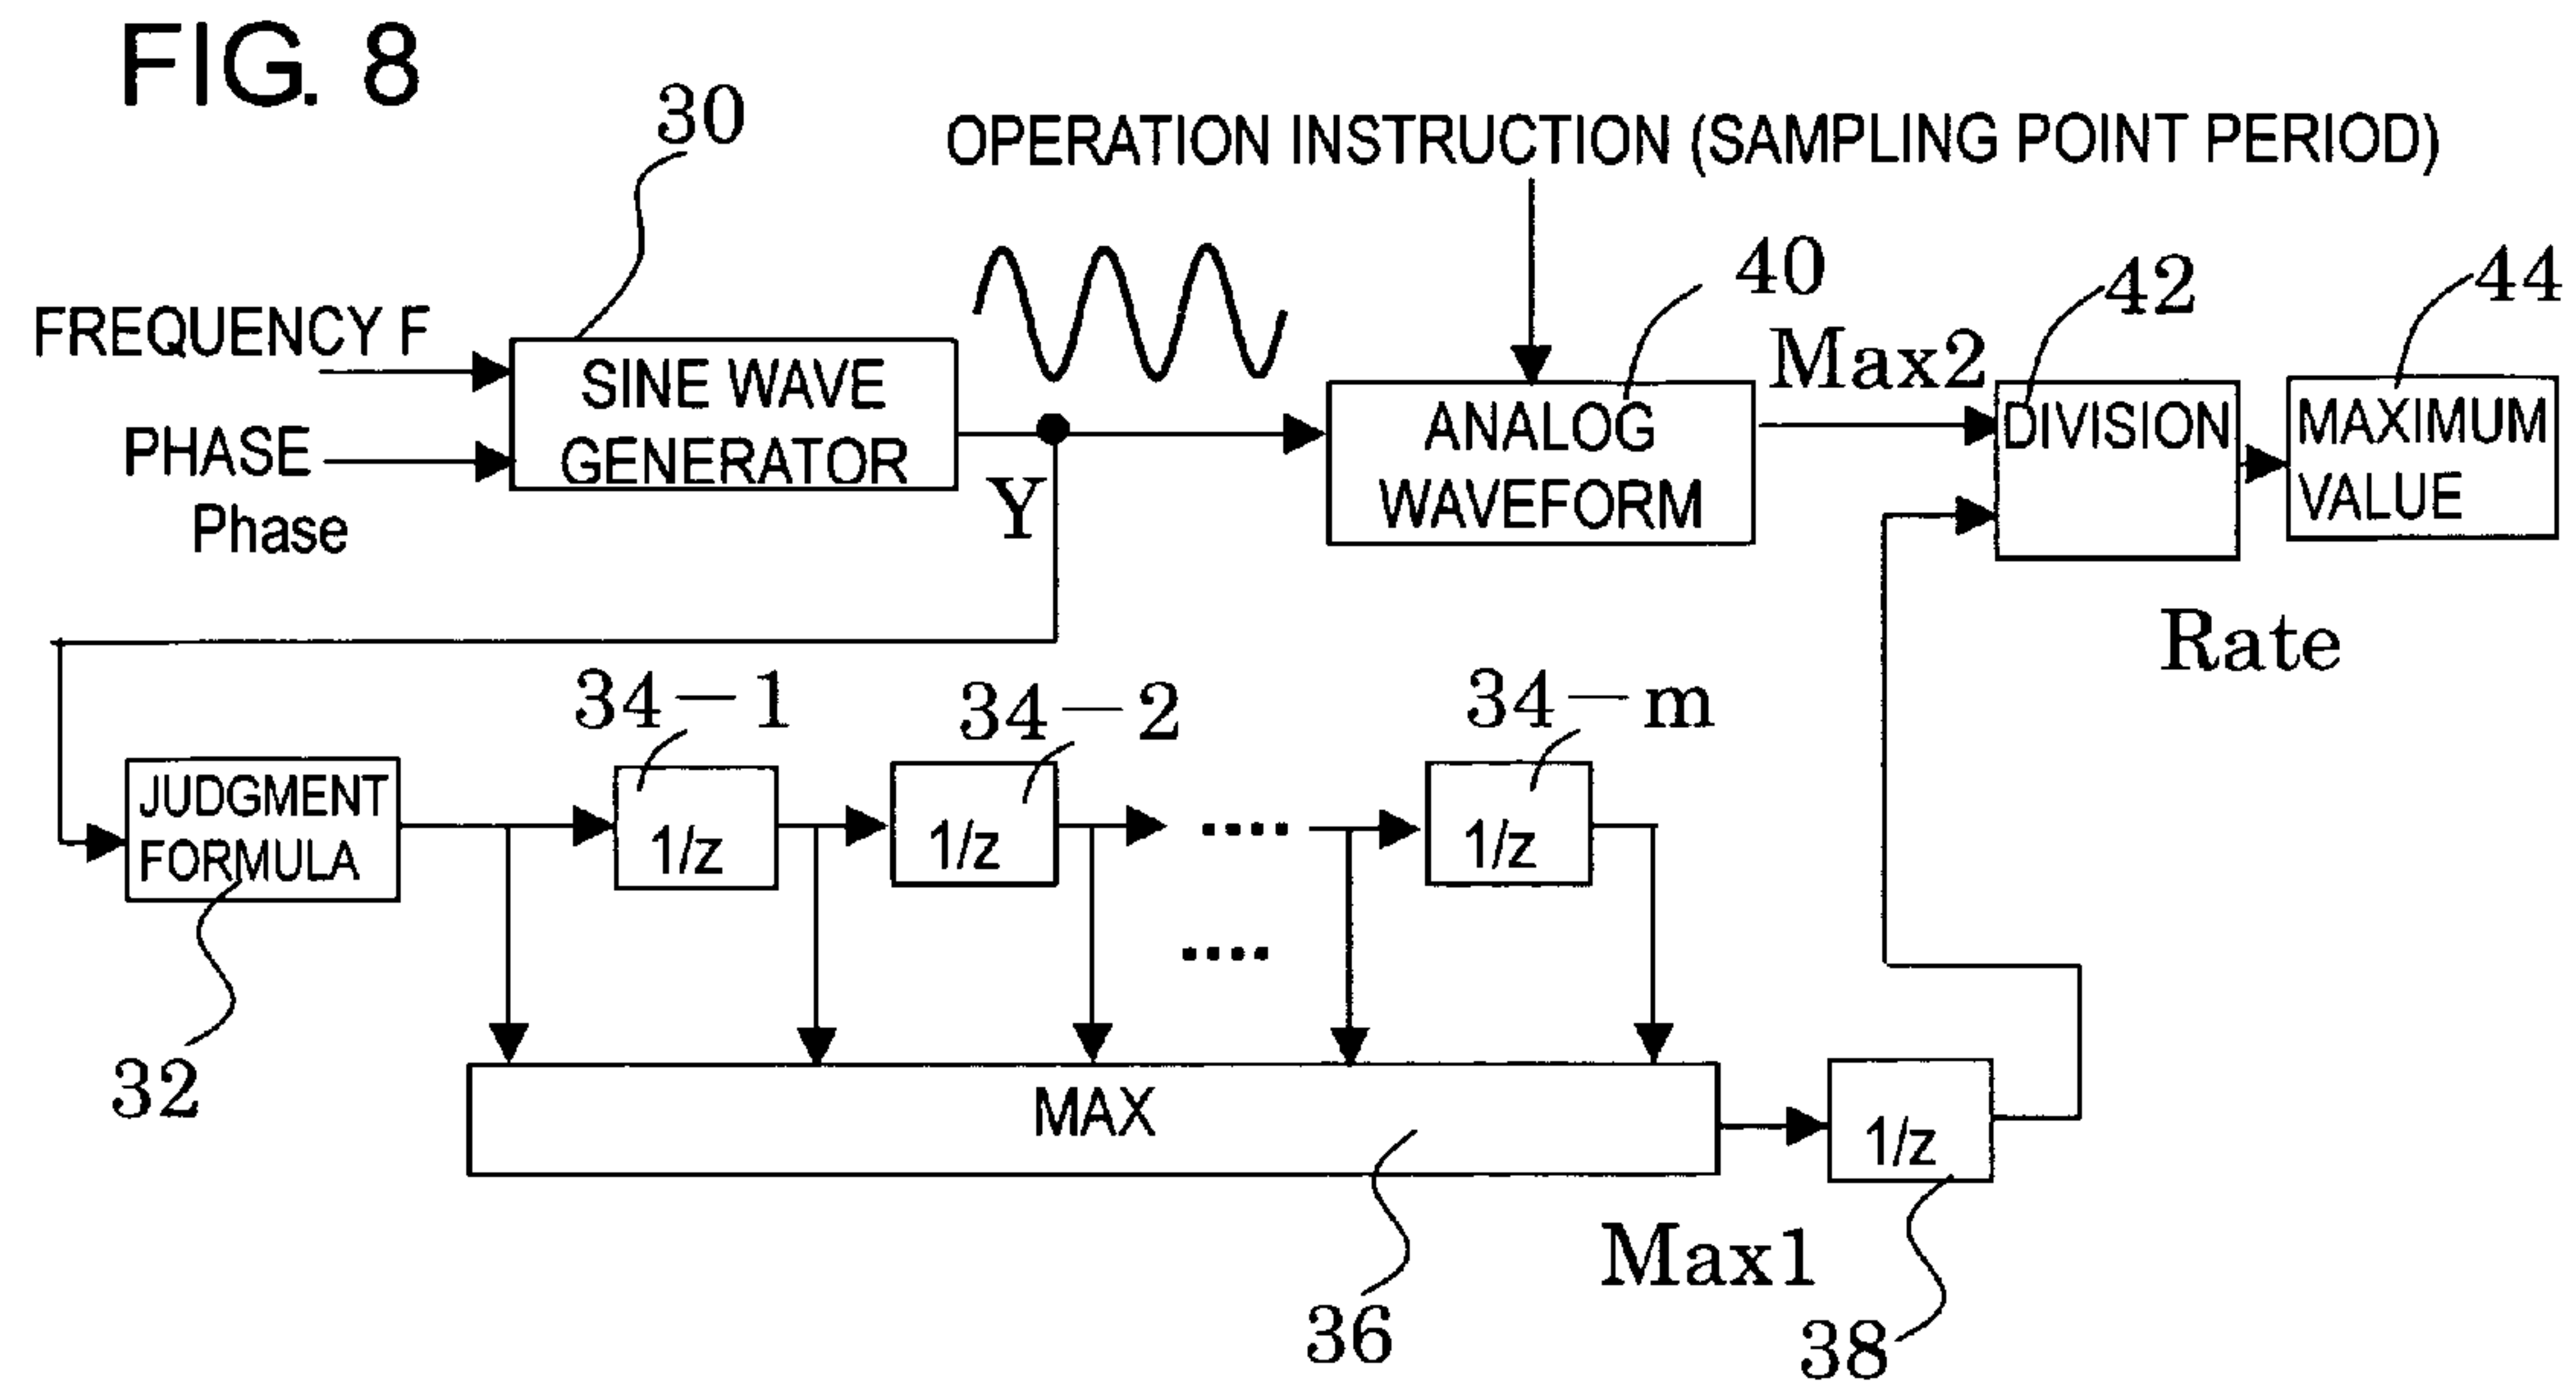 FIG. 8
30
OPERATION INSTRUCTION (SAMPLING POINT PERIOD)
FREQUENCY F
PHASE
Phase
SINE WAVE
GENERATOR
Y
40
ANALOG
WAVEFORM
Max2
42
DIVISION
44
MAXIMUM
VALUE
Rate
34-1
34-2
34-m
JUDGMENT
FORMULA
1/z
1/z
....
1/z
....
32
MAX
1/z
Max1
36
38